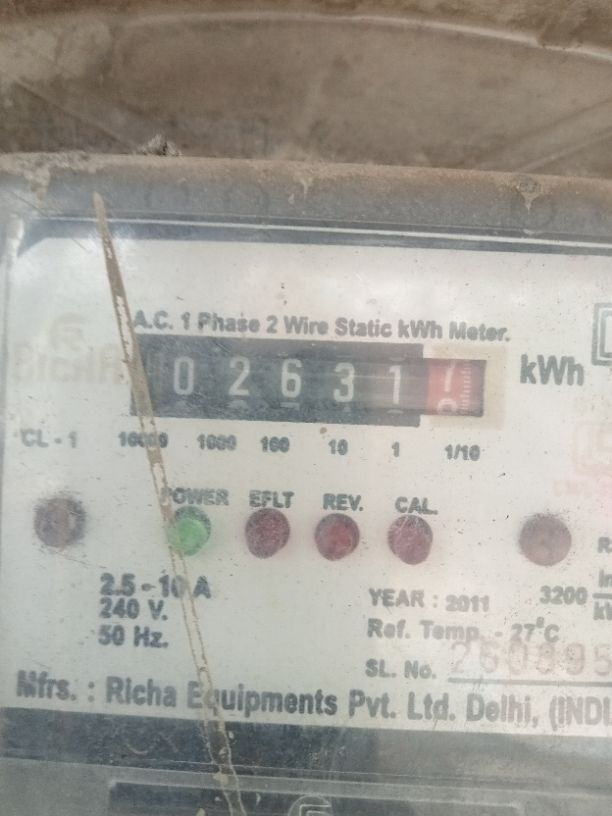 A.C. 1 Phase 2 Wire Static kWh Meter.
0 2 6 3 1 7 kWh
CL - 1 10000 1000 100 10 1 1/10
POWER EFLT REV. CAL.
2.5 - 10 A
240 V.
50 Hz.
YEAR : 2011 3200
Ref. Temp. - 27°C
SL. No. 260895
Mfrs. : Richa Equipments Pvt. Ltd. Delhi, (INDI